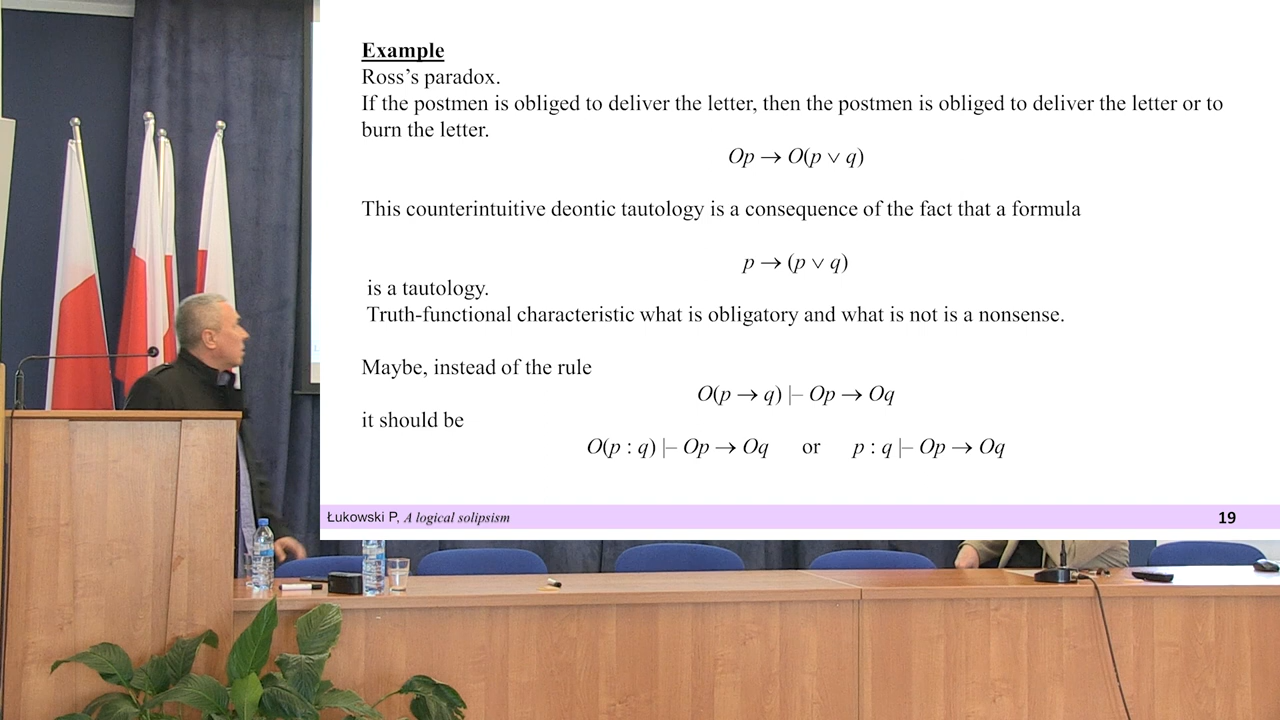 Example
Ross's paradox.
If the postmen is obliged to deliver the letter, then the postmen is obliged to deliver the letter or to
burn the letter.
Op → O(p ∨ q)
This counterintuitive deontic tautology is a consequence of the fact that a formula
p → (p ∨ q)
is a tautology.
Truth-functional characteristic what is obligatory and what is not is a nonsense.
Maybe, instead of the rule
O(p → q) |– Op → Oq
it should be
O(p : q) |– Op → Oq or p : q |– Op → Oq
Łukowski P, A logical solipsism 19